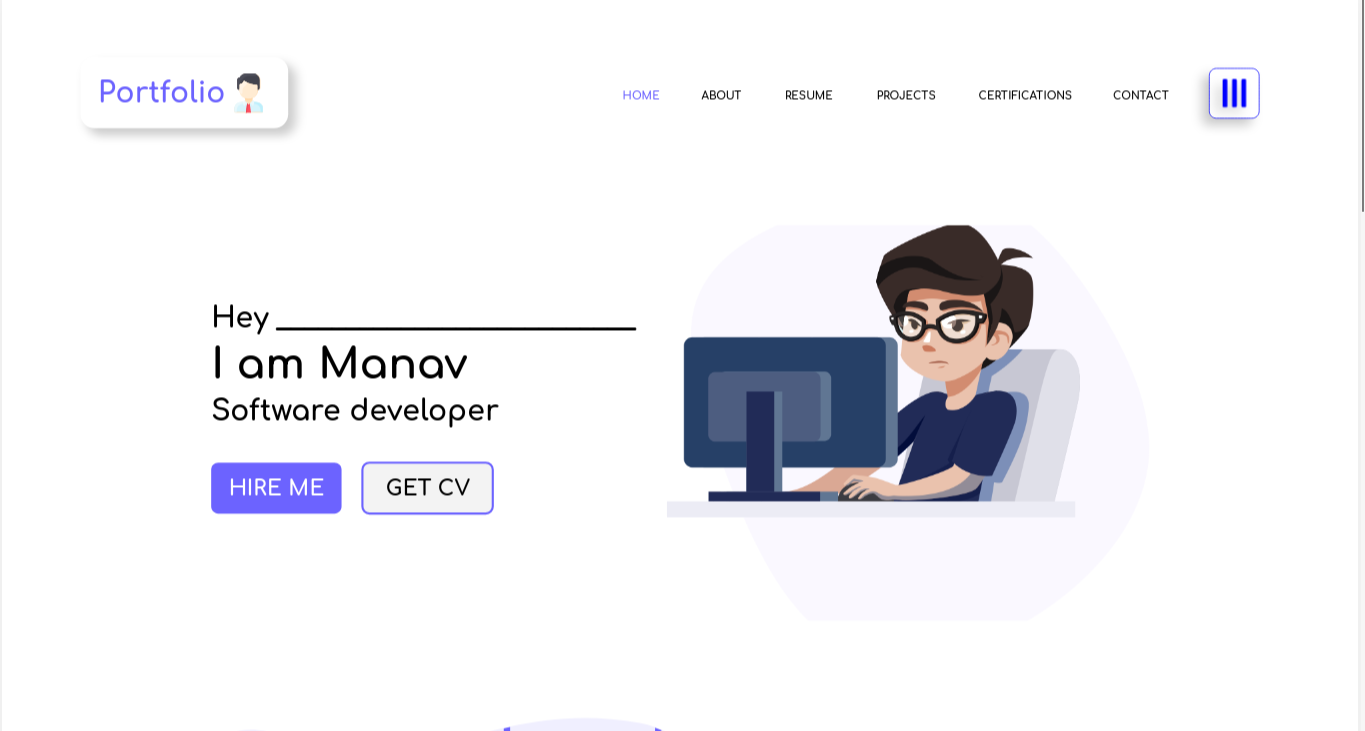 Portfolio
HOME ABOUT RESUME PROJECTS CERTIFICATIONS CONTACT
Hey
I am Manav
Software developer
HIRE ME GET CV